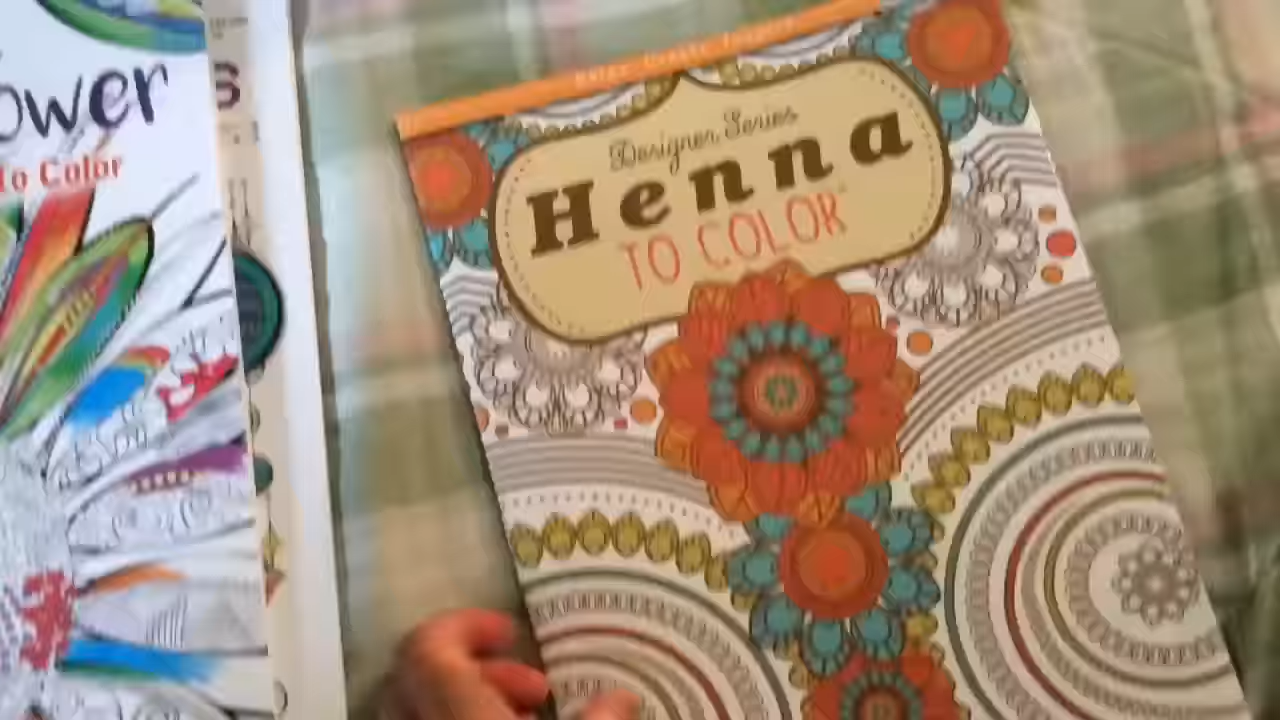 ower
To Color
s
Designer Series
Henna
TO COLOR